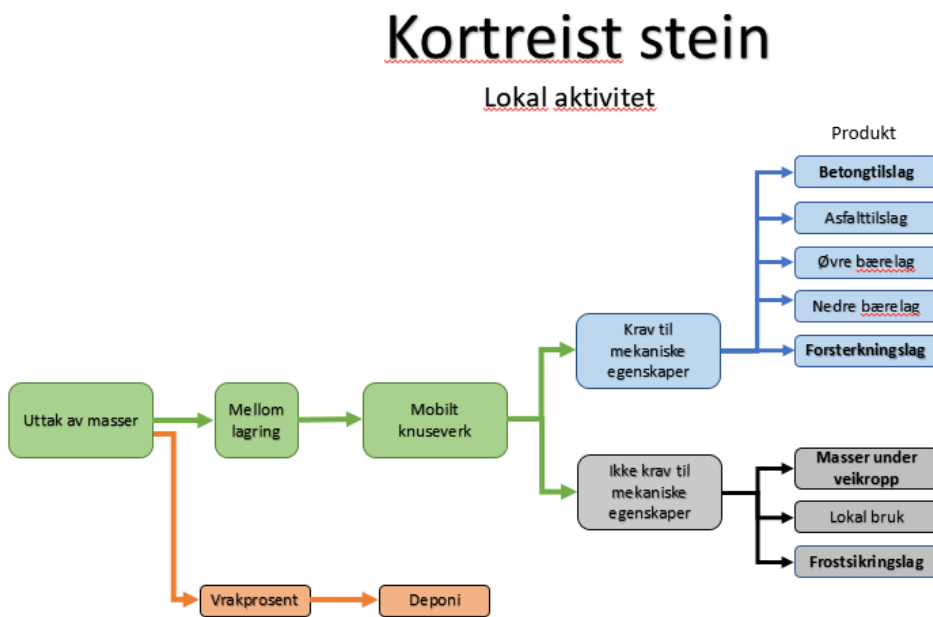 Kortreist stein
Lokal aktivitet
Produkt
Betongtilslag
Asfalttilslag
Øvre bærelag
Nedre bærelag
Forsterkningslag
Krav til
mekaniske
egenskaper
Uttak av masser
Mellom
lagring
Mobilt
knuseverk
Ikke krav til
mekaniske
egenskaper
Masser under
veikropp
Lokal bruk
Frostsikringslag
Vrakprosent
Deponi